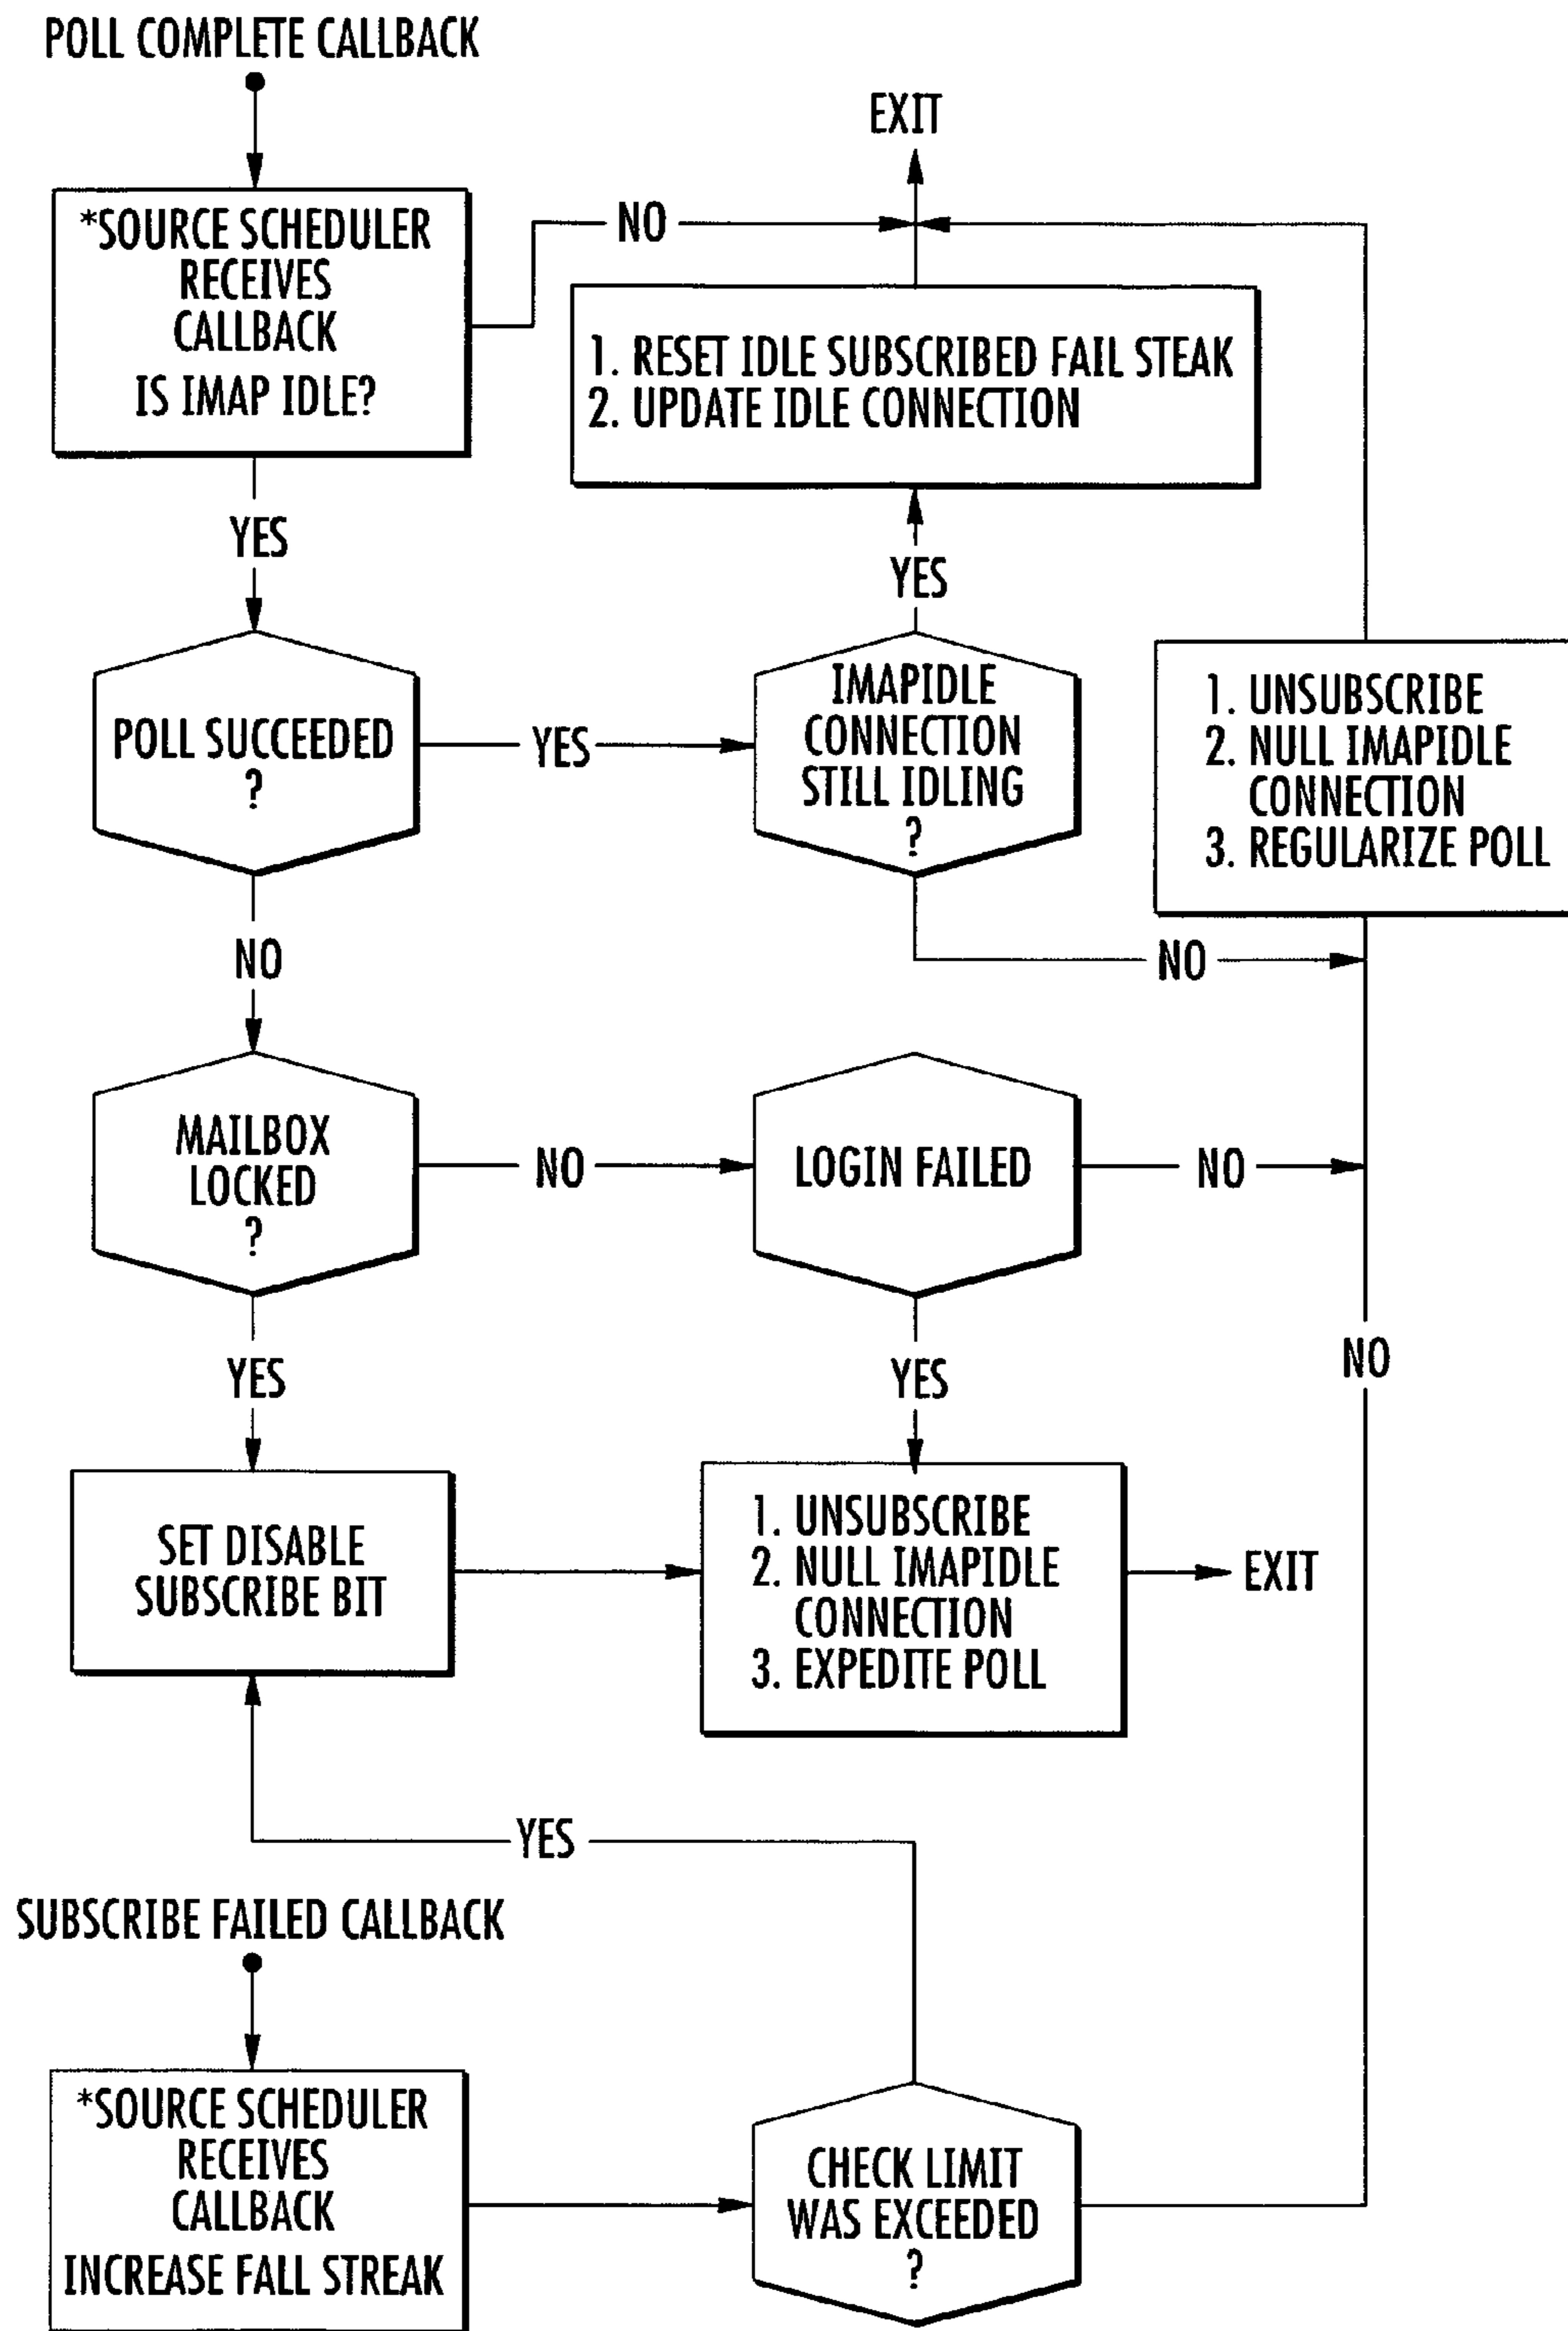 POLL COMPLETE CALLBACK
EXIT
*SOURCE SCHEDULER
RECEIVES
CALLBACK
IS IMAP IDLE?
NO
1. RESET IDLE SUBSCRIBED FAIL STEAK
2. UPDATE IDLE CONNECTION
YES
YES
POLL SUCCEEDED
?
YES
IMAPIDLE
CONNECTION
STILL IDLING
?
1. UNSUBSCRIBE
2. NULL IMAPIDLE
CONNECTION
3. REGULARIZE POLL
NO
NO
MAILBOX
LOCKED
?
NO
LOGIN FAILED
NO
YES
YES
NO
SET DISABLE
SUBSCRIBE BIT
1. UNSUBSCRIBE
2. NULL IMAPIDLE
CONNECTION
3. EXPEDITE POLL
EXIT
YES
SUBSCRIBE FAILED CALLBACK
*SOURCE SCHEDULER
RECEIVES
CALLBACK
INCREASE FALL STREAK
CHECK LIMIT
WAS EXCEEDED
?